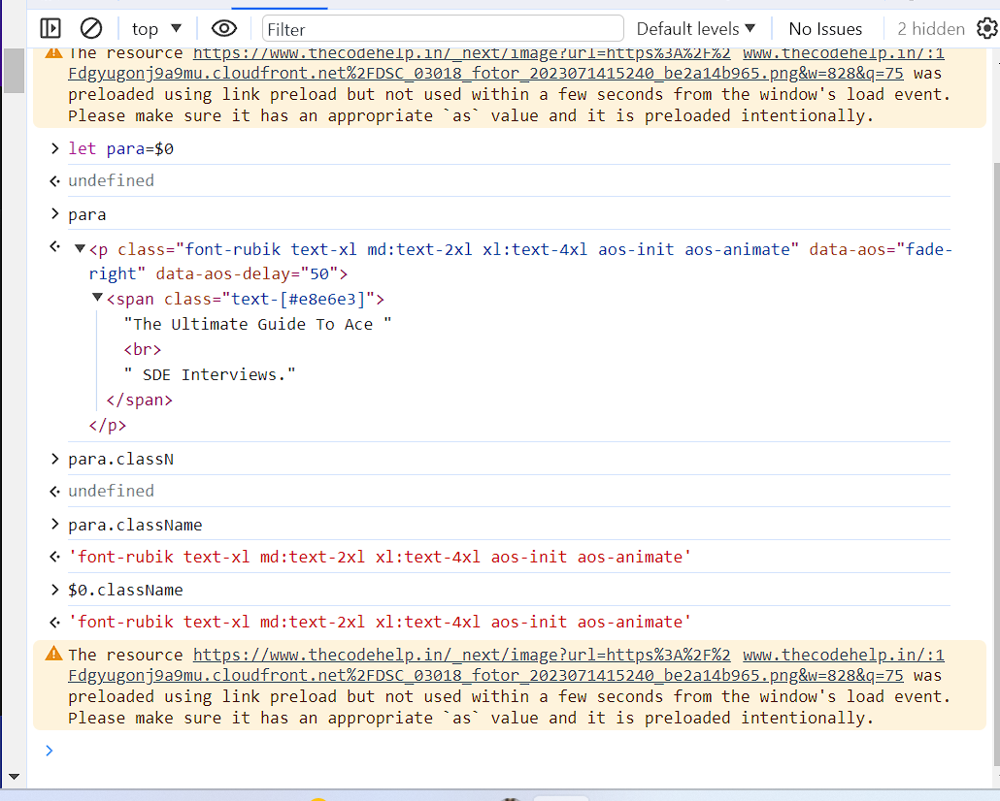 top Filter Default levels No Issues 2 hidden
The resource https://www.thecodehelp.in/_next/image?url=https%3A%2F%2 www.thecodehelp.in/:1
Fdgyugonj9a9mu.cloudfront.net%2FDSC_03018_fotor_2023071415240_be2a14b965.png&w=828&q=75 was
preloaded using link preload but not used within a few seconds from the window's load event.
Please make sure it has an appropriate `as` value and it is preloaded intentionally.
let para=$0
undefined
para
<p class="font-rubik text-xl md:text-2xl xl:text-4xl aos-init aos-animate" data-aos="fade-
right" data-aos-delay="50">
<span class="text-[#e8e6e3]">
"The Ultimate Guide To Ace "
<br>
" SDE Interviews."
</span>
</p>
para.classN
undefined
para.className
'font-rubik text-xl md:text-2xl xl:text-4xl aos-init aos-animate'
$0.className
'font-rubik text-xl md:text-2xl xl:text-4xl aos-init aos-animate'
The resource https://www.thecodehelp.in/_next/image?url=https%3A%2F%2 www.thecodehelp.in/:1
Fdgyugonj9a9mu.cloudfront.net%2FDSC_03018_fotor_2023071415240_be2a14b965.png&w=828&q=75 was
preloaded using link preload but not used within a few seconds from the window's load event.
Please make sure it has an appropriate `as` value and it is preloaded intentionally.